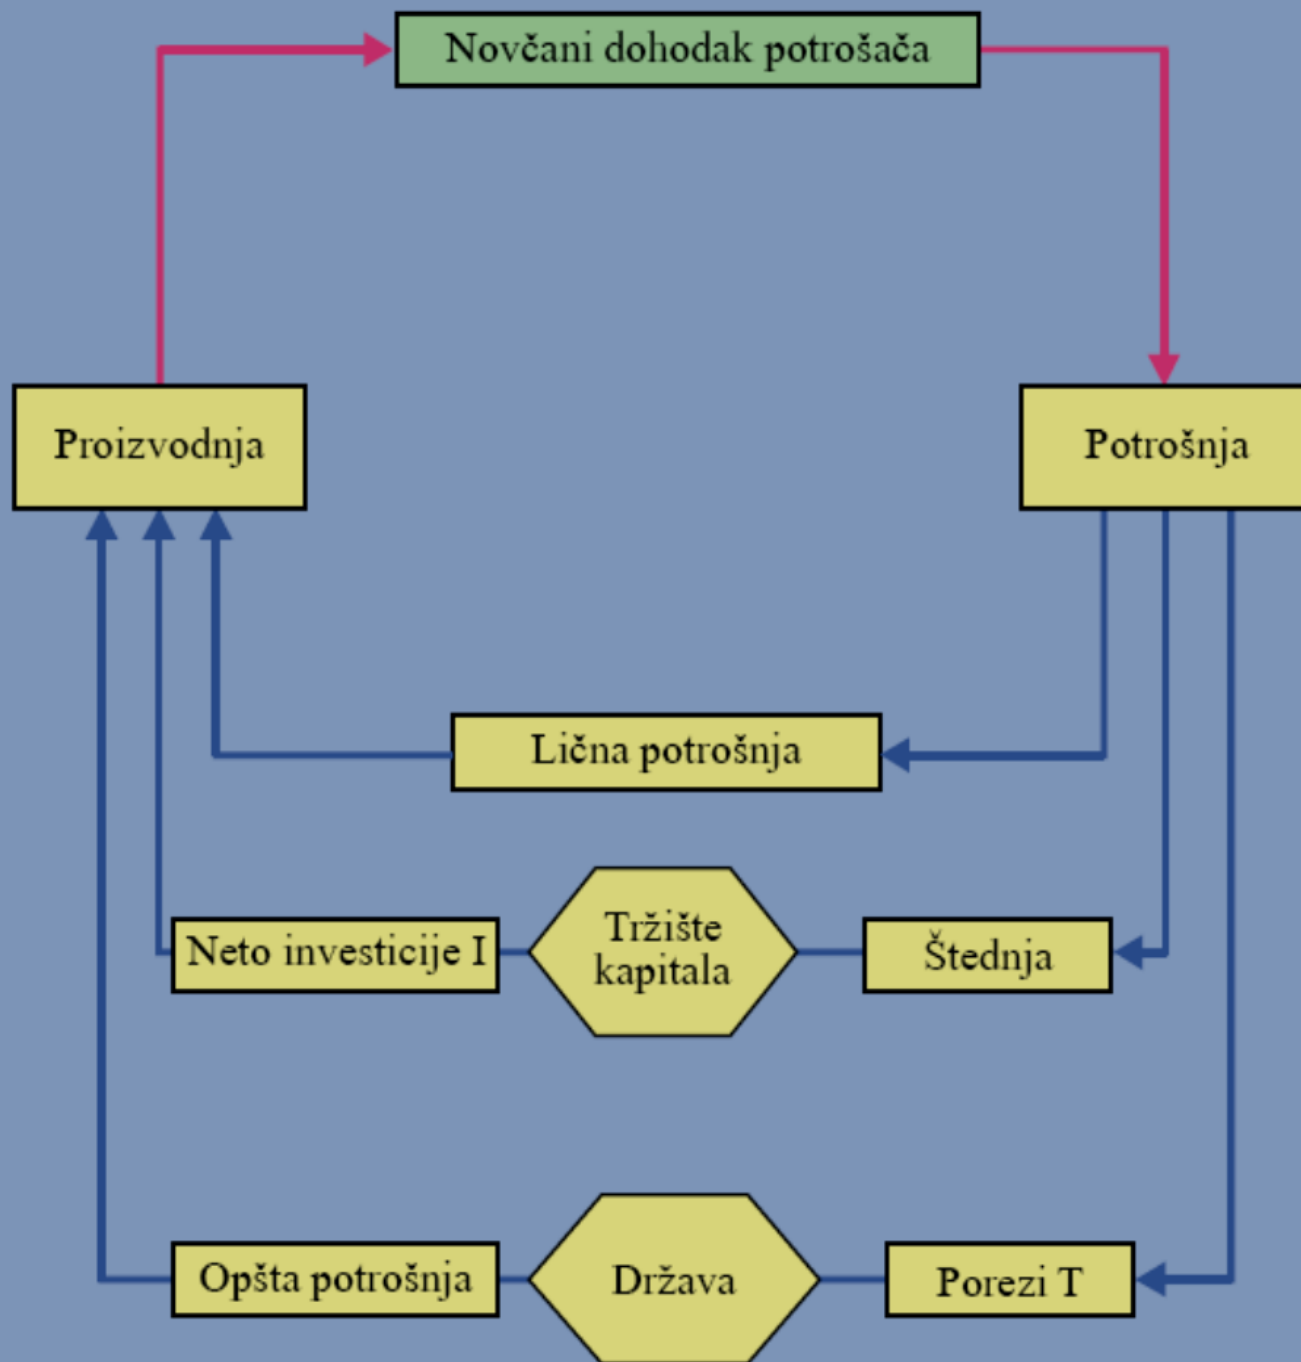 Novčani dohodak potrošača
Proizvodnja
Potrošnja
Lična potrošnja
Neto investicije I
Tržište
kapitala
Štednja
Opšta potrošnja
Država
Porezi T